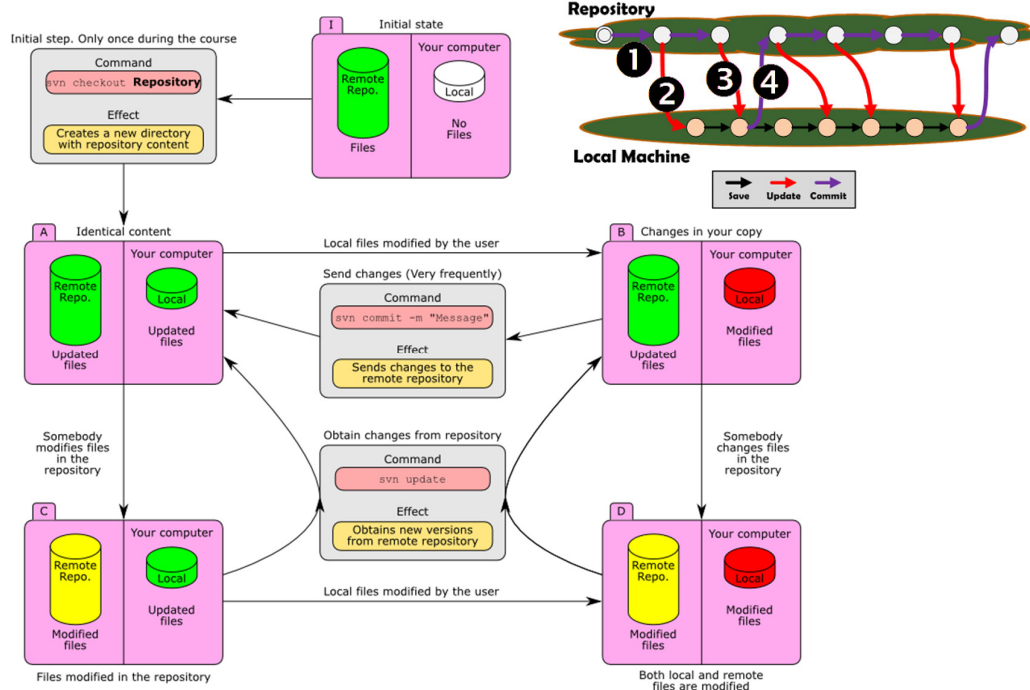 Initial step. Only once during the course
Command
svn checkout Repository
Effect
Creates a new directory
with repository content
I
Initial state
Remote
Repo.
Files
Your computer
Local
No
Files
Repository
1
2
3
4
Local Machine
Save
Update
Commit
A
Identical content
Remote
Repo.
Updated
files
Your computer
Local
Updated
files
Local files modified by the user
Send changes (Very frequently)
Command
svn commit -m "Message"
Effect
Sends changes to the
remote repository
B
Changes in your copy
Remote
Repo.
Updated
files
Your computer
Local
Modified
files
Somebody
modifies files
in the
repository
Obtain changes from repository
Command
svn update
Effect
Obtains new versions
from remote repository
Somebody
changes files
in the
repository
C
Remote
Repo.
Modified
files
Your computer
Local
Updated
files
Files modified in the repository
Local files modified by the user
D
Remote
Repo.
Modified
files
Your computer
Local
Modified
files
Both local and remote
files are modified